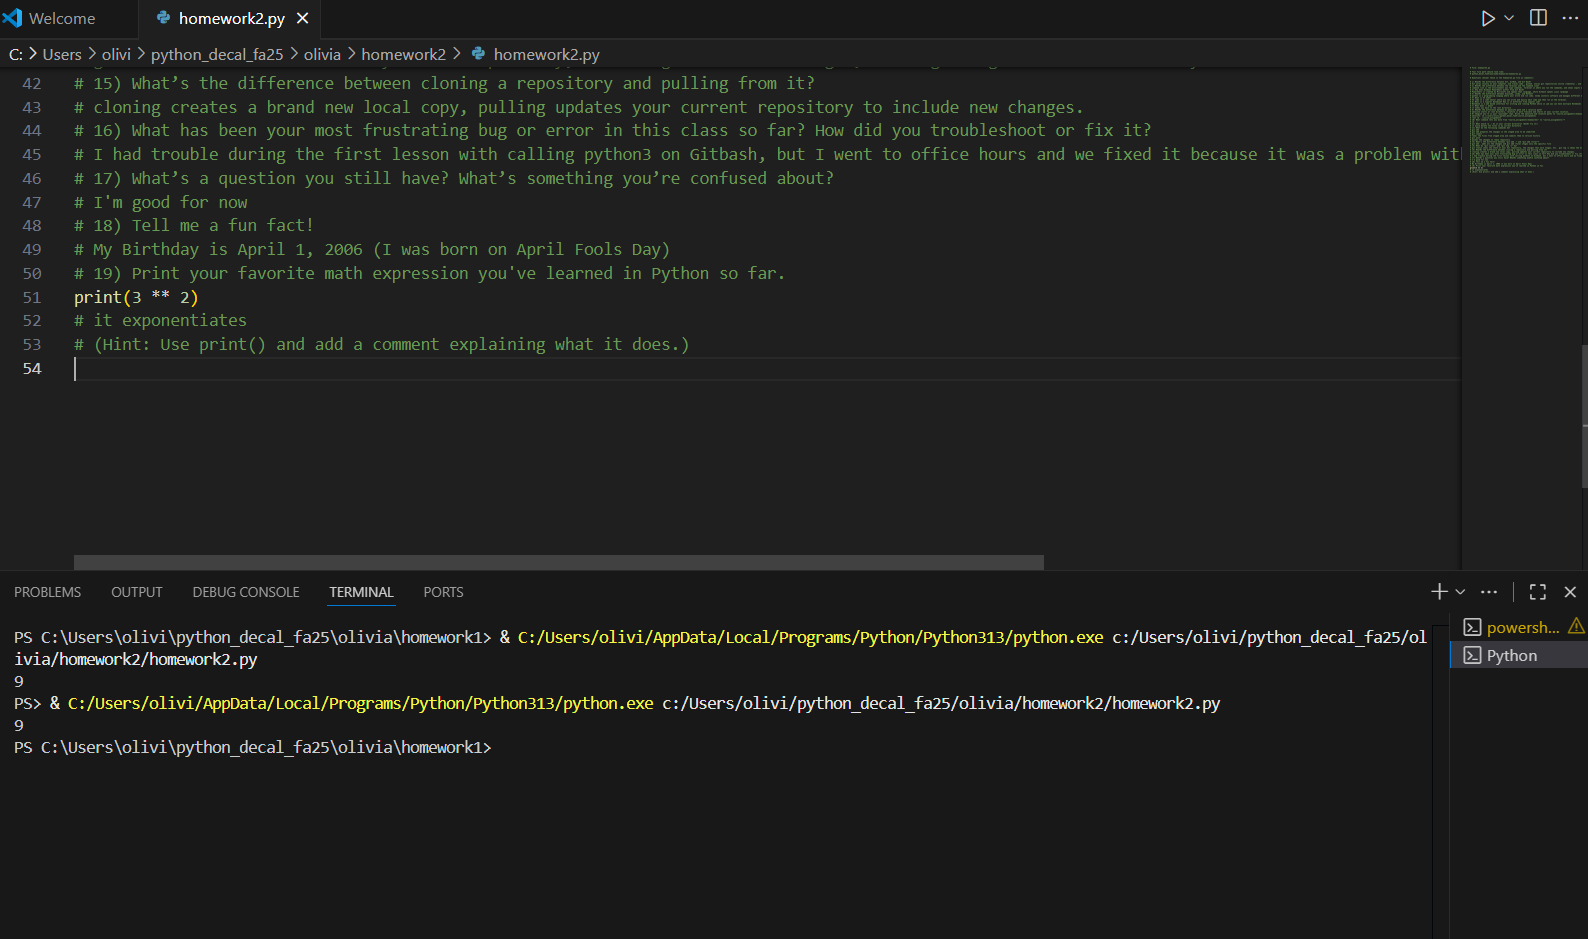 Welcome
homework2.py
C: > Users > olivi > python_decal_fa25 > olivia > homework2 > homework2.py
42 # 15) What’s the difference between cloning a repository and pulling from it?
43 # cloning creates a brand new local copy, pulling updates your current repository to include new changes.
44 # 16) What has been your most frustrating bug or error in this class so far? How did you troubleshoot or fix it?
45 # I had trouble during the first lesson with calling python3 on Gitbash, but I went to office hours and we fixed it because it was a problem wit
46 # 17) What’s a question you still have? What’s something you’re confused about?
47 # I'm good for now
48 # 18) Tell me a fun fact!
49 # My Birthday is April 1, 2006 (I was born on April Fools Day)
50 # 19) Print your favorite math expression you've learned in Python so far.
51 print(3 ** 2)
52 # it exponentiates
53 # (Hint: Use print() and add a comment explaining what it does.)
54
PROBLEMS OUTPUT DEBUG CONSOLE TERMINAL PORTS
PS C:\Users\olivi\python_decal_fa25\olivia\homework1> & C:/Users/olivi/AppData/Local/Programs/Python/Python313/python.exe c:/Users/olivi/python_decal_fa25/ol
ivia/homework2/homework2.py
9
PS> & C:/Users/olivi/AppData/Local/Programs/Python/Python313/python.exe c:/Users/olivi/python_decal_fa25/olivia/homework2/homework2.py
9
PS C:\Users\olivi\python_decal_fa25\olivia\homework1>
powersh...
Python